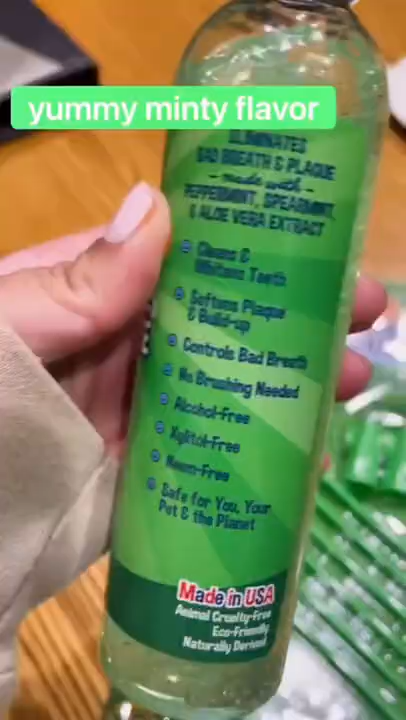 yummy minty flavor
ELIMINATES
BAD BREATH & PLAQUE
made with
PEPPERMINT, SPEARMINT,
& ALOE VERA EXTRACT
Cleans &
Whitens Teeth
Softens Plaque
& Build-up
Controls Bad Breath
No Brushing Needed
Alcohol-Free
Xylitol-Free
Neem-Free
Safe for You, Your
Pet & the Planet
Made in USA
Animal Cruelty-Free
Eco-Friendly
Naturally Derived